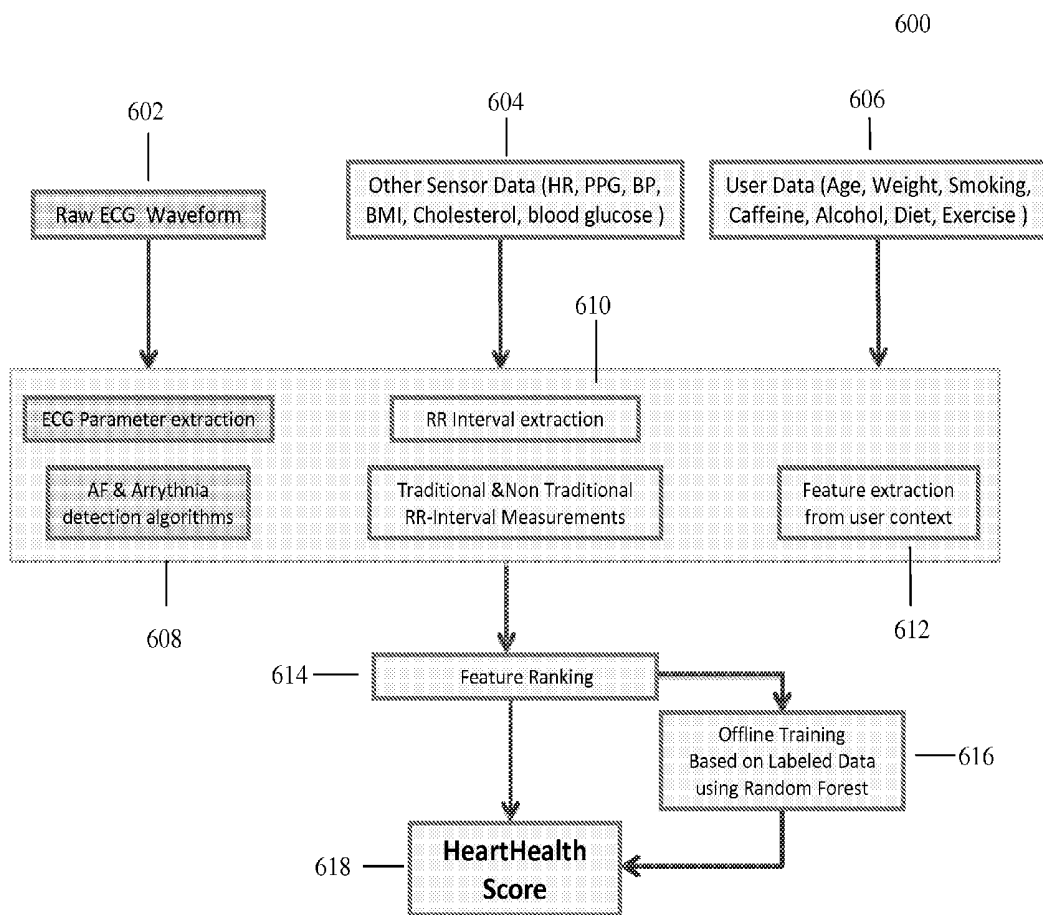 600
602
604
606
Raw ECG Waveform
Other Sensor Data (HR, PPG, BP,
BMI, Cholesterol, blood glucose )
User Data (Age, Weight, Smoking,
Caffeine, Alcohol, Diet, Exercise )
610
ECG Parameter extraction
RR Interval extraction
AF & Arrythnia
detection algorithms
Traditional &Non Traditional
RR-Interval Measurements
Feature extraction
from user context
608
612
614
Feature Ranking
Offline Training
Based on Labeled Data
using Random Forest
616
618
HeartHealth
Score